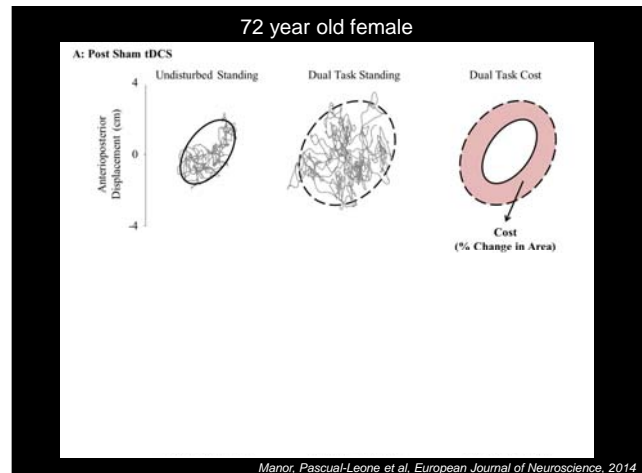 72 year old female
A: Post Sham tDCS
Undisturbed Standing
Dual Task Standing
Dual Task Cost
Anterioposterior
Displacement (cm)
4
0
-4
Cost
(% Change in Area)
Manor, Pascual-Leone et al, European Journal of Neuroscience, 2014